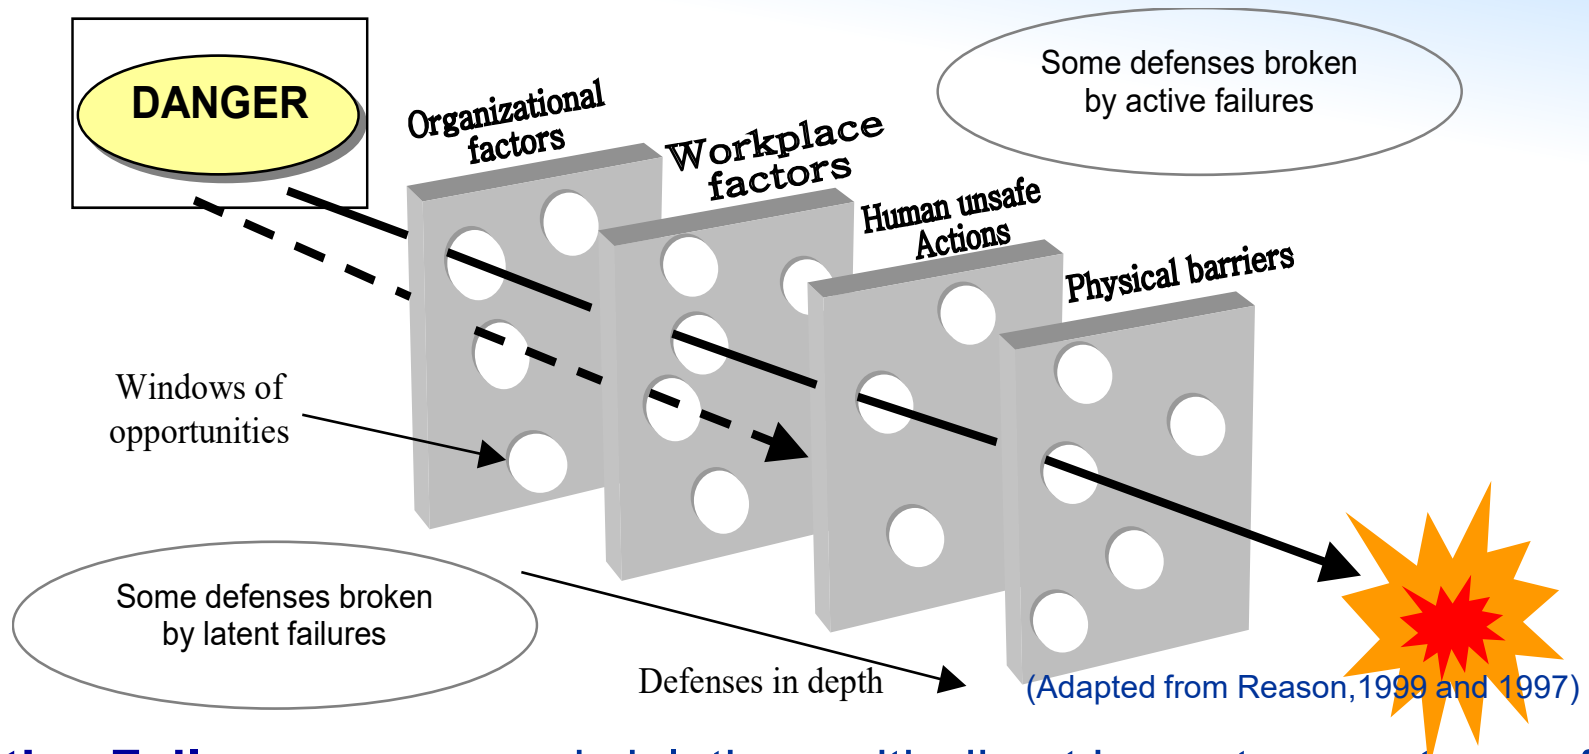 DANGER
Organizational
factors
Workplace
factors
Human unsafe
Actions
Physical barriers
Some defenses broken
by active failures
Windows of
opportunities
Some defenses broken
by latent failures
Defenses in depth
(Adapted from Reason,1999 and 1997)